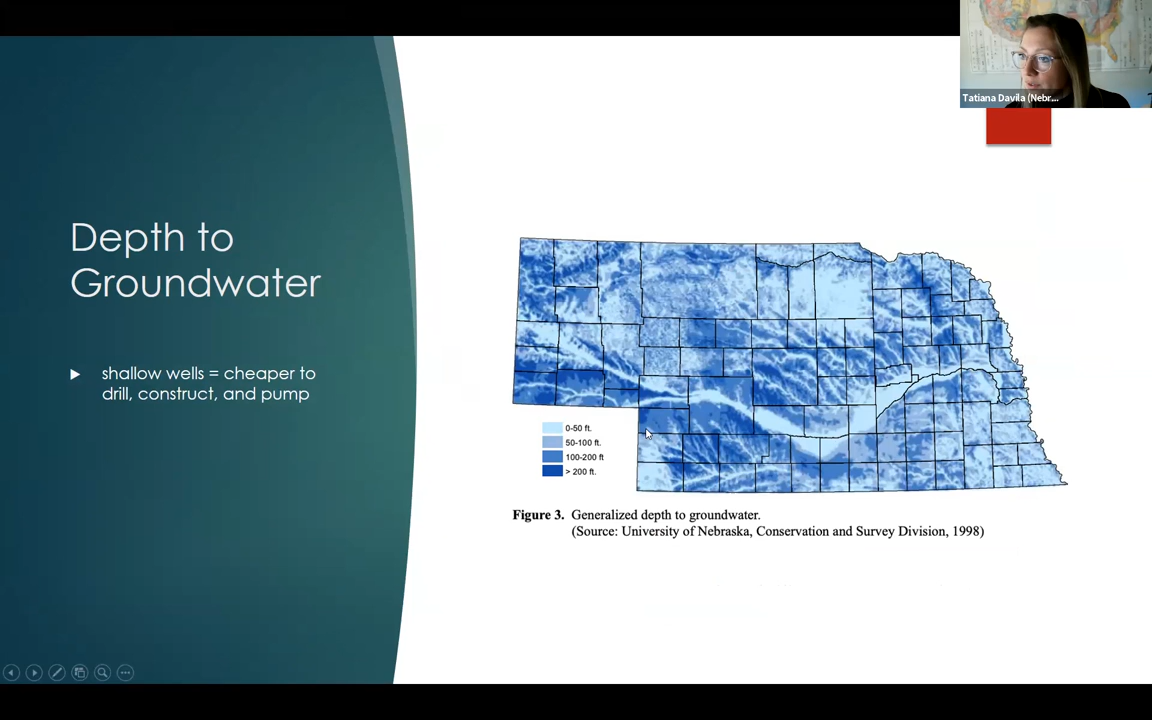 Tatiana Davila (Nebr...
Depth to
Groundwater
shallow wells = cheaper to
drill, construct, and pump
0-50 ft.
50-100 ft.
100-200 ft
> 200 ft.
Figure 3. Generalized depth to groundwater.
(Source: University of Nebraska, Conservation and Survey Division, 1998)